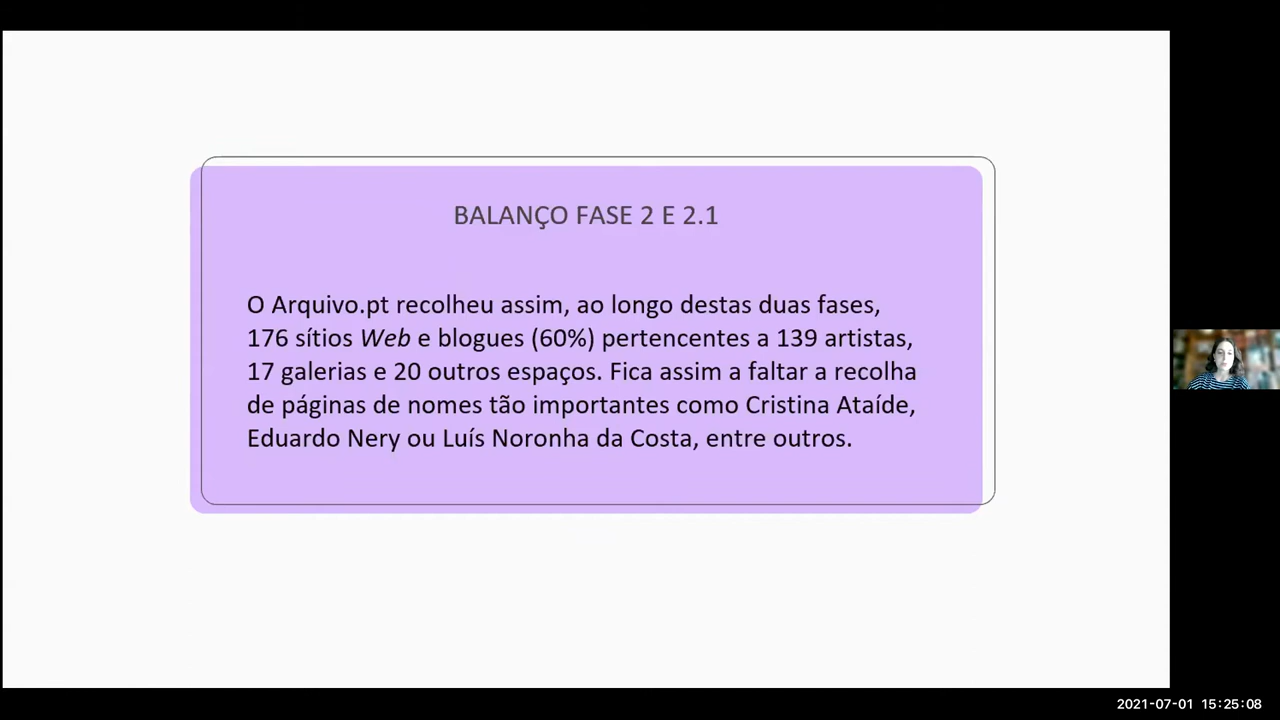 BALANÇO FASE 2 E 2.1
O Arquivo.pt recolheu assim, ao longo destas duas fases,
176 sítios Web e blogues (60%) pertencentes a 139 artistas,
17 galerias e 20 outros espaços. Fica assim a faltar a recolha
de páginas de nomes tão importantes como Cristina Ataíde,
Eduardo Nery ou Luís Noronha da Costa, entre outros.
2021-07-01 15:25:08